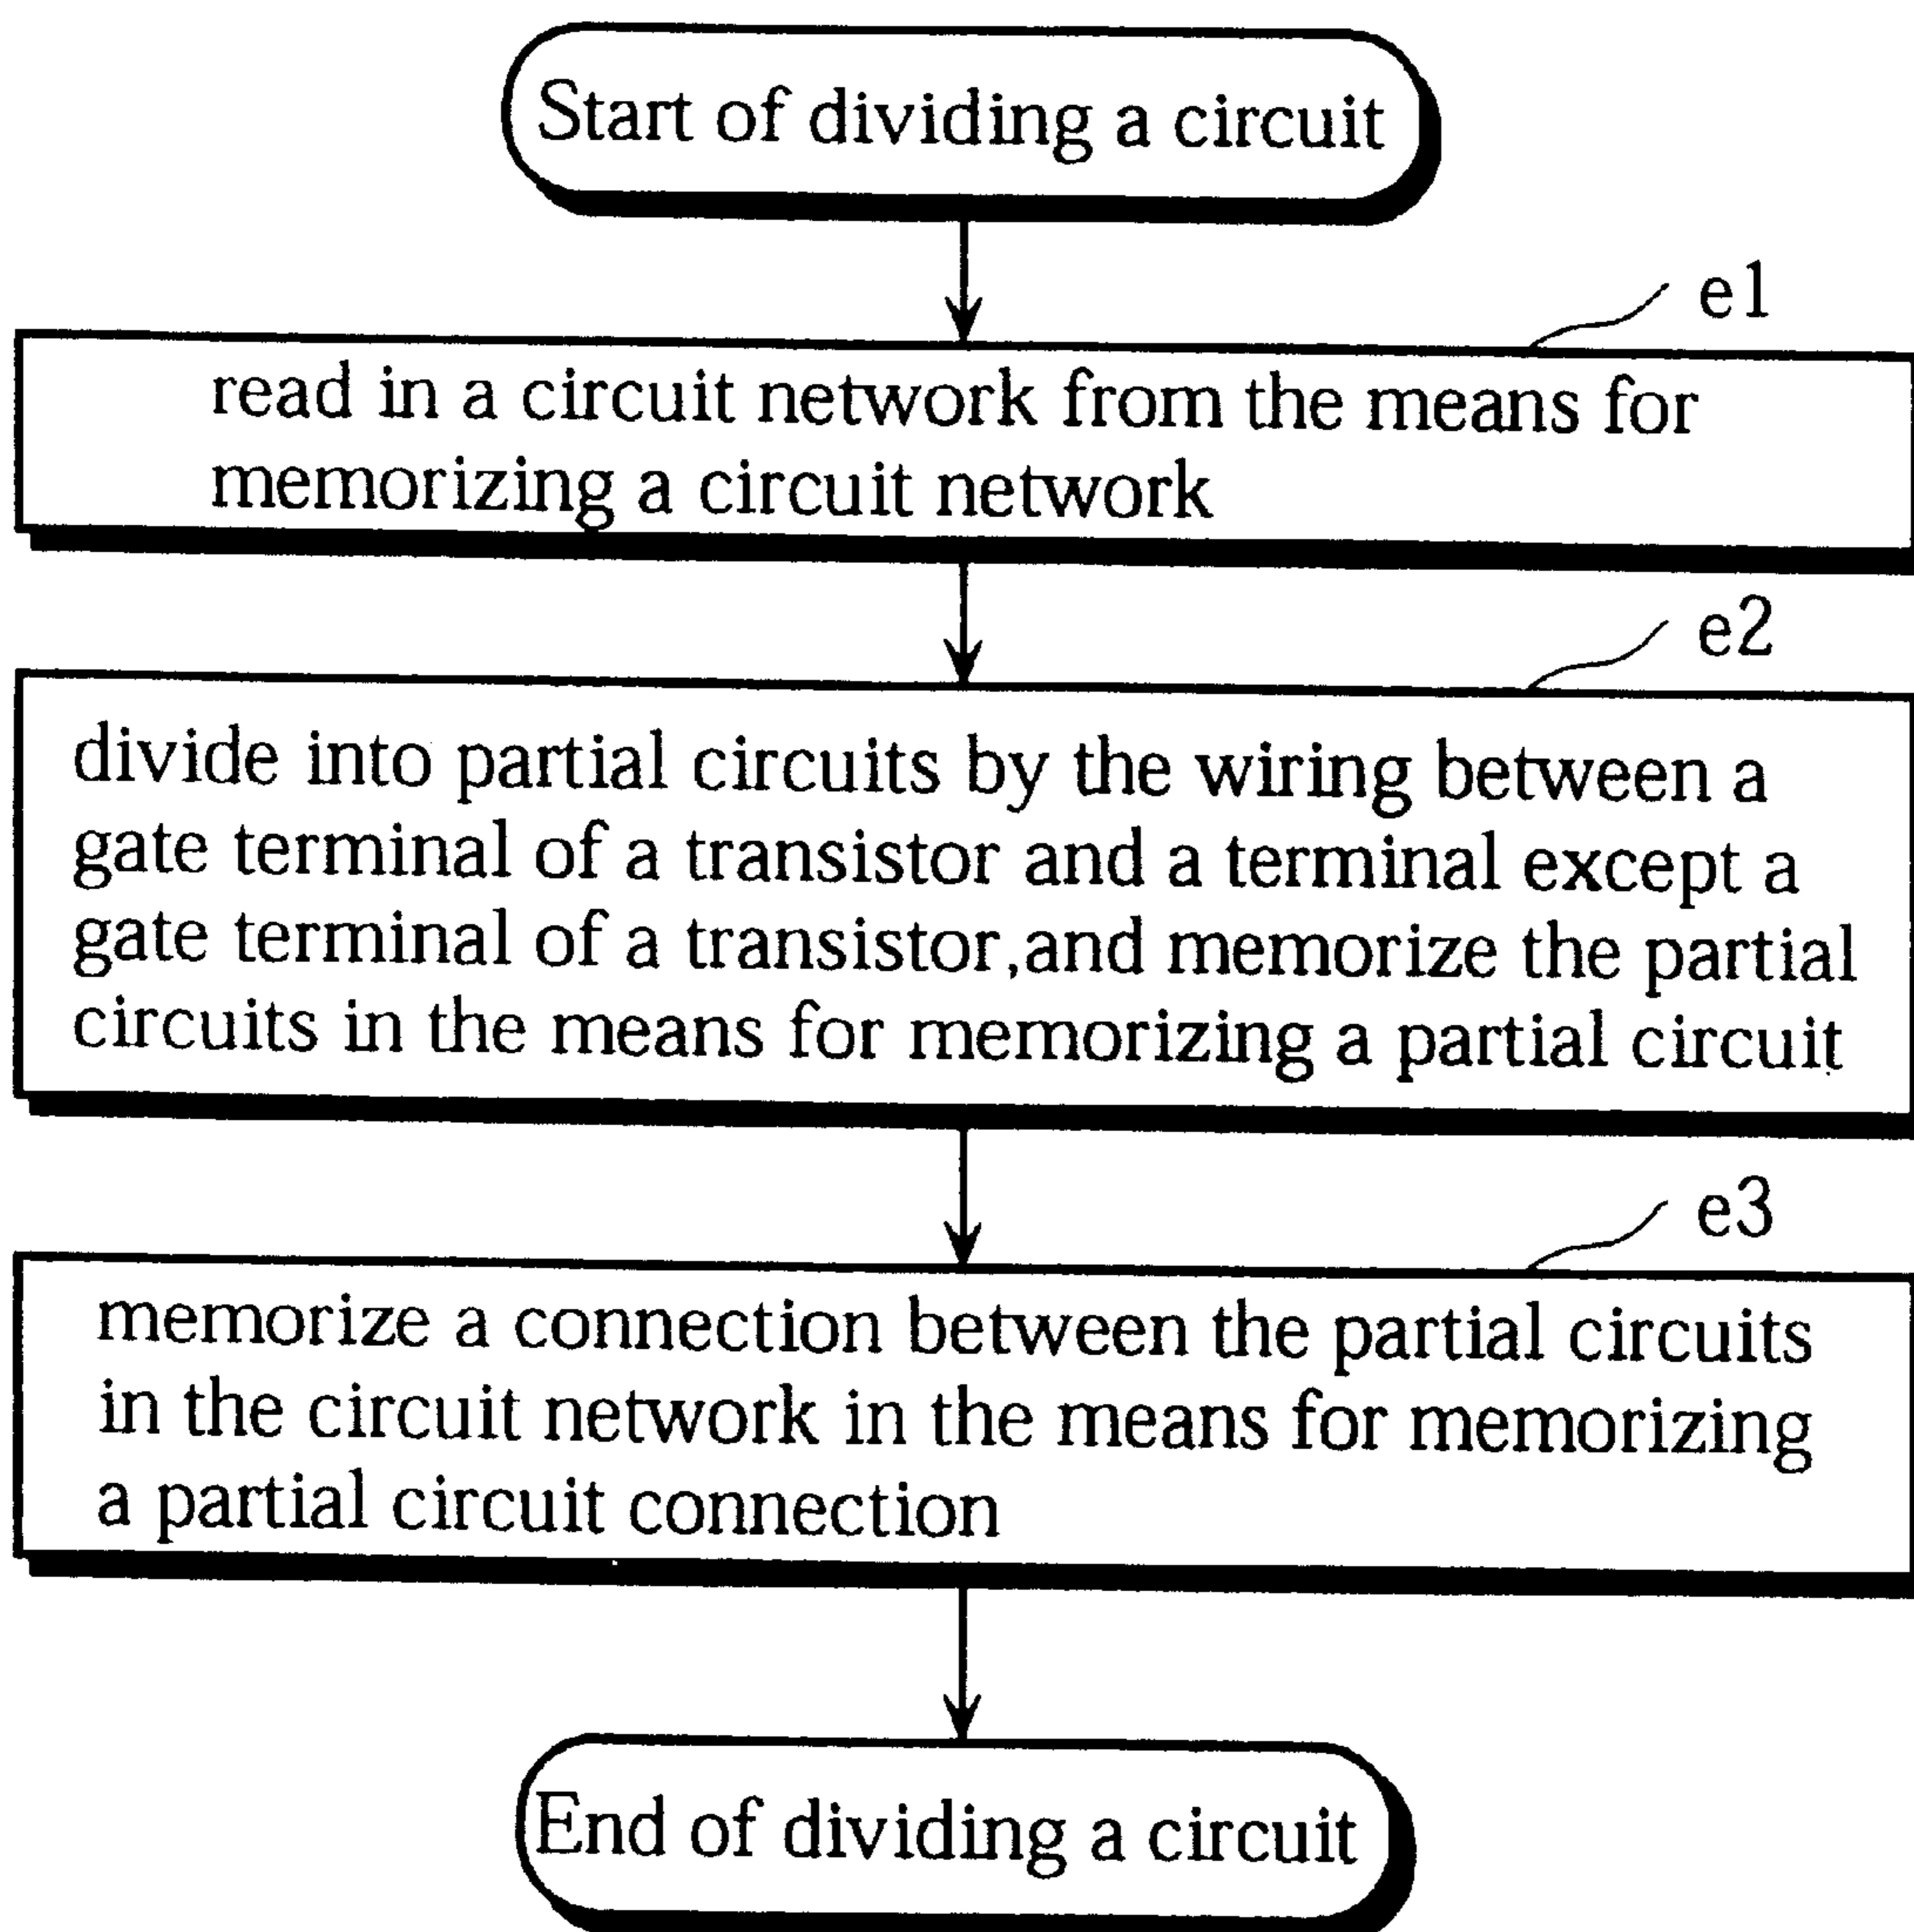 Start of dividing a circuit
e1
read in a circuit network from the means for
memorizing a circuit network
e2
divide into partial circuits by the wiring between a
gate terminal of a transistor and a terminal except a
gate terminal of a transistor,and memorize the partial
circuits in the means for memorizing a partial circuit
e3
memorize a connection between the partial circuits
in the circuit network in the means for memorizing
a partial circuit connection
End of dividing a circuit